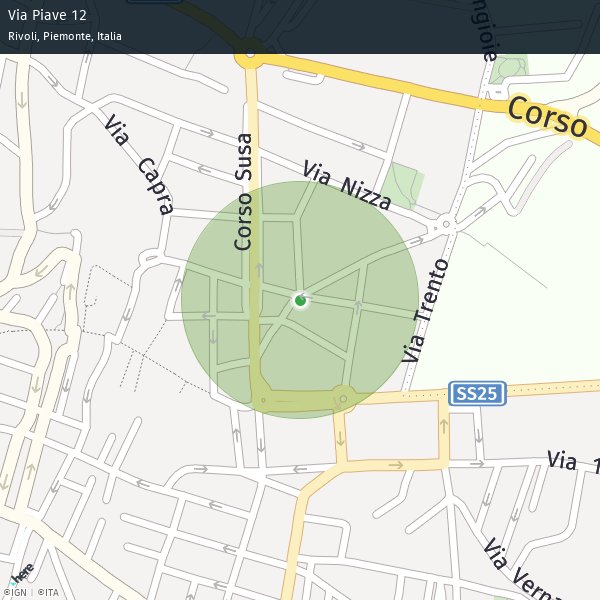 Via Piave 12
Rivoli, Piemonte, Italia
Corso
Via Capra
Corso Susa
Via Nizza
Via Trento
SS25
Via 1
Via Verna
here
©IGN | ©ITA